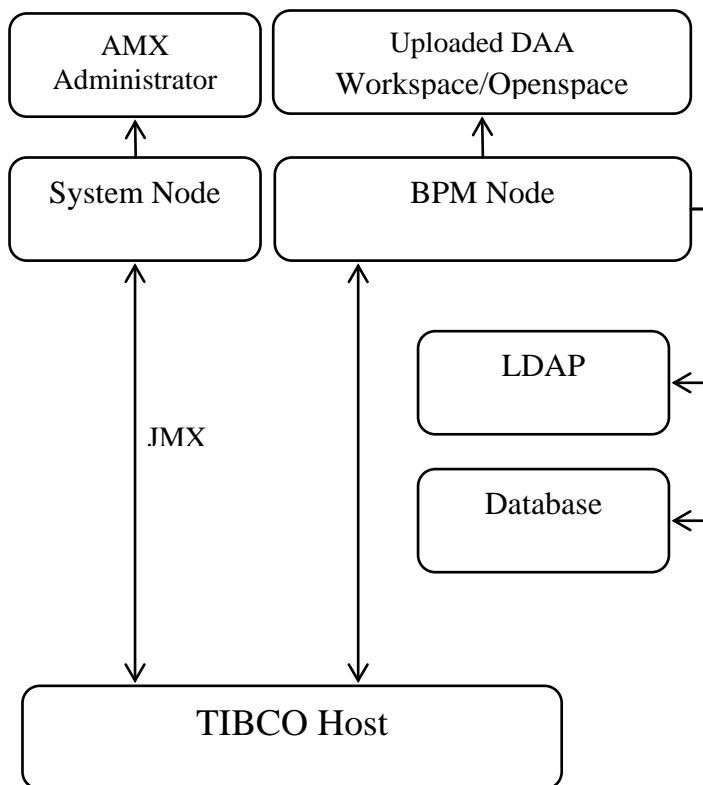 AMX
Administrator
Uploaded DAA
Workspace/Openspace
System Node
BPM Node
LDAP
JMX
Database
TIBCO Host